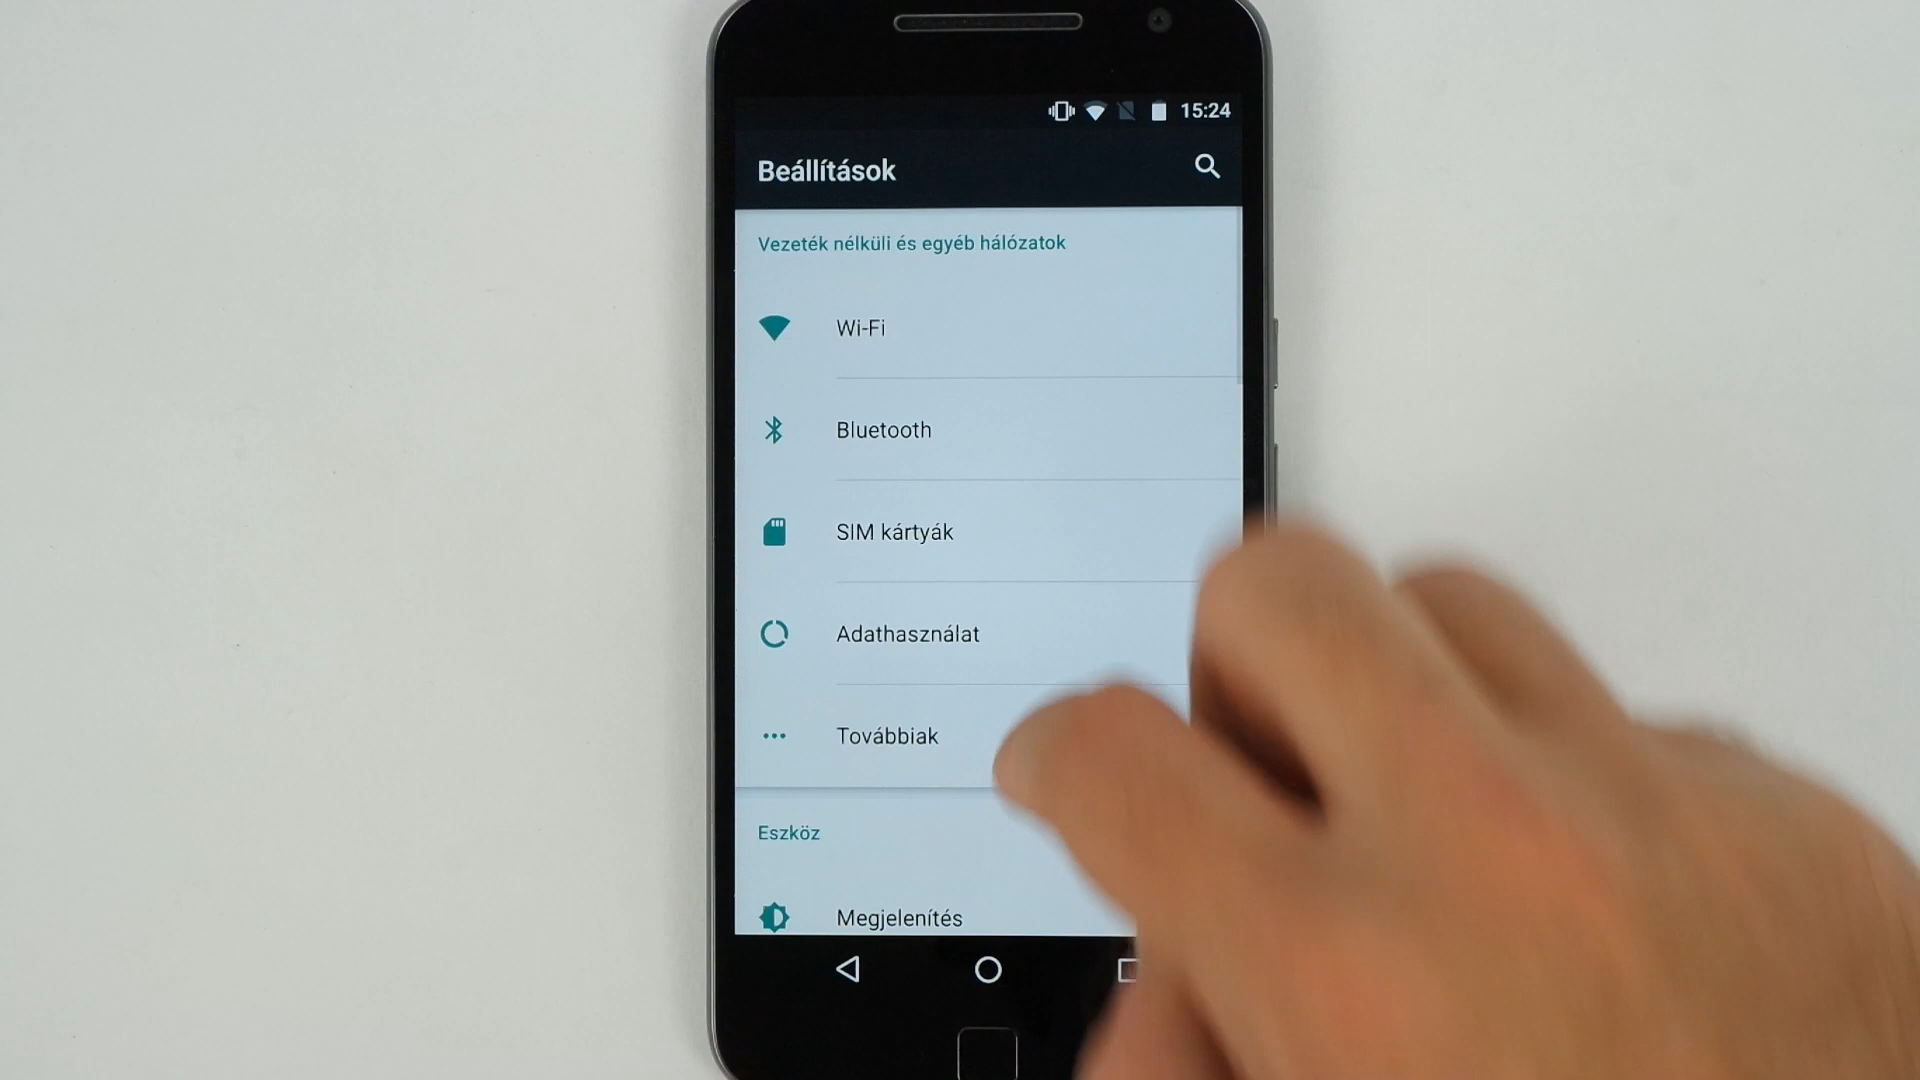 15:24
Beállítások
Vezeték nélküli és egyéb hálózatok
Wi-Fi
Bluetooth
SIM kártyák
Adathasználat
Továbbiak
Eszköz
Megjelenítés